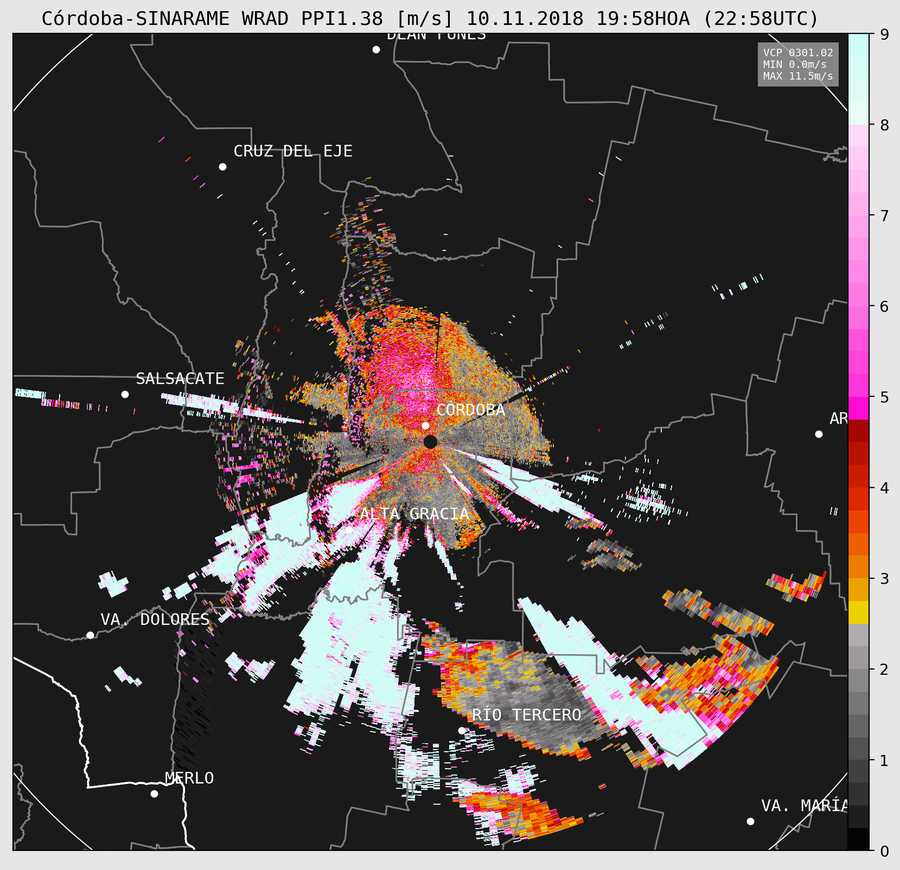 Córdoba-SINARAME WRAD PPI1.38 [m/s] 10.11.2018 19:58HOA (22:58UTC)
DEAN FUNES
VCP 0301.02
MIN 0.0m/s
MAX 11.5m/s
CRUZ DEL EJE
SALSACATE
CÓRDOBA
AR
ALTA GRACIA
VA. DOLORES
RÍO TERCERO
MERLO
VA. MARÍA
9
8
7
6
5
4
3
2
1
0